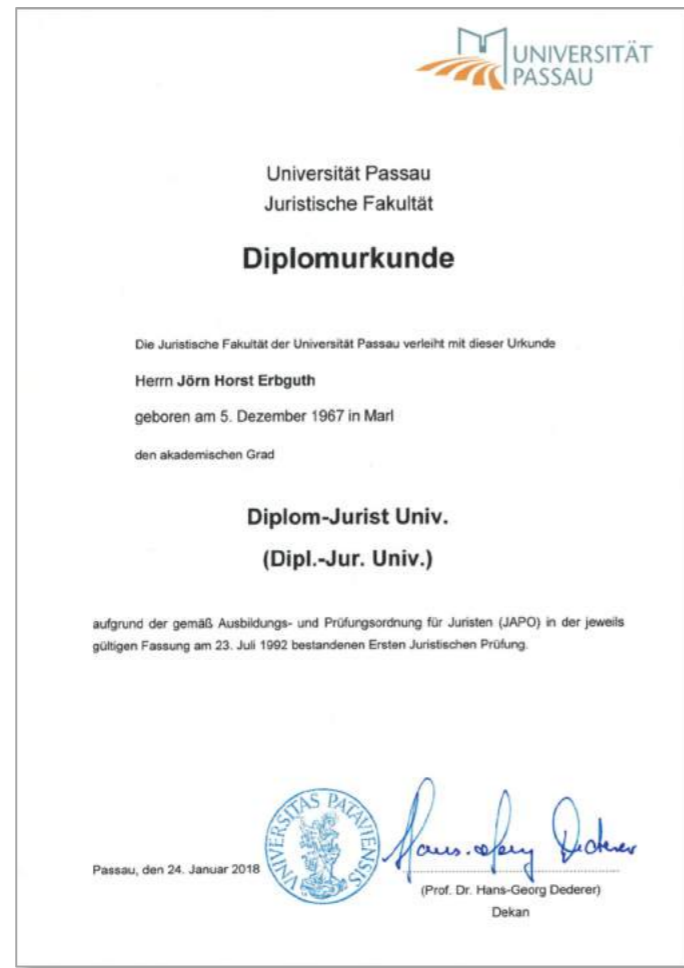 UNIVERSITÄT
PASSAU
Universität Passau
Juristische Fakultät
Diplomurkunde
Die Juristische Fakultät der Universität Passau verleiht mit dieser Urkunde
Herrn Jörn Horst Erbguth
geboren am 5. Dezember 1967 in Marl
den akademischen Grad
Diplom-Jurist Univ.
(Dipl.-Jur. Univ.)
aufgrund der gemäß Ausbildungs- und Prüfungsordnung für Juristen (JAPO) in der jeweils
gültigen Fassung am 23. Juli 1992 bestandenen Ersten Juristischen Prüfung.
UNIVERSITAS PATAVIENSIS
Hans-Georg Dederer
Passau, den 24. Januar 2018
(Prof. Dr. Hans-Georg Dederer)
Dekan